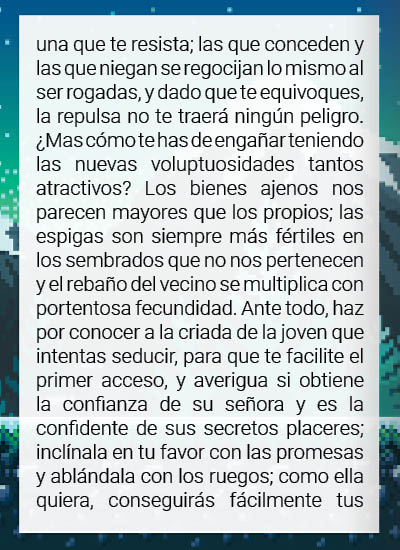 una que te resista; las que conceden y
las que niegan se regocijan lo mismo al
ser rogadas, y dado que te equivoques,
la repulsa no te traerá ningún peligro.
¿Mas cómo te has de engañar teniendo
las nuevas voluptuosidades tantos
atractivos? Los bienes ajenos nos
parecen mayores que los propios; las
espigas son siempre más fértiles en
los sembrados que no nos pertenecen
y el rebaño del vecino se multiplica con
portentosa fecundidad. Ante todo, haz
por conocer a la criada de la joven que
intentas seducir, para que te facilite el
primer acceso, y averigua si obtiene
la confianza de su señora y es la
confidente de sus secretos placeres;
inclínala en tu favor con las promesas
y ablándala con los ruegos; como ella
quiera, conseguirás fácilmente tus